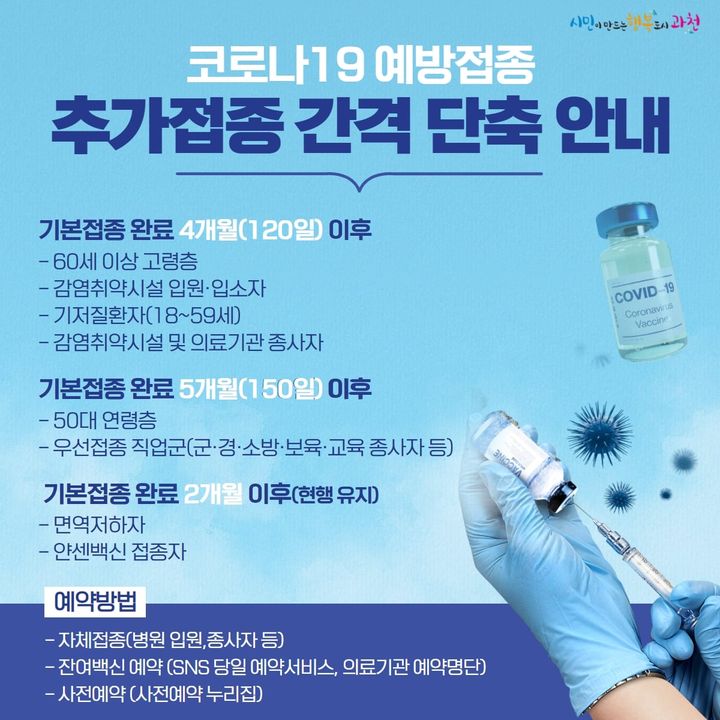 시민이 만드는 행복도시 과천
코로나19 예방접종
추가접종 간격 단축 안내
기본접종 완료 4개월(120일) 이후
- 60세 이상 고령층
- 감염취약시설 입원·입소자
- 기저질환자(18~59세)
- 감염취약시설 및 의료기관 종사자
COVID-19
Coronavirus
Vaccine
기본접종 완료 5개월(150일) 이후
- 50대 연령층
- 우선접종 직업군(군·경·소방·보육·교육 종사자 등)
VACCINE
기본접종 완료 2개월 이후(현행 유지)
- 면역저하자
- 얀센백신 접종자
예약방법
- 자체접종(병원 입원,종사자 등)
- 잔여백신 예약 (SNS 당일 예약서비스, 의료기관 예약명단)
- 사전예약 (사전예약 누리집)